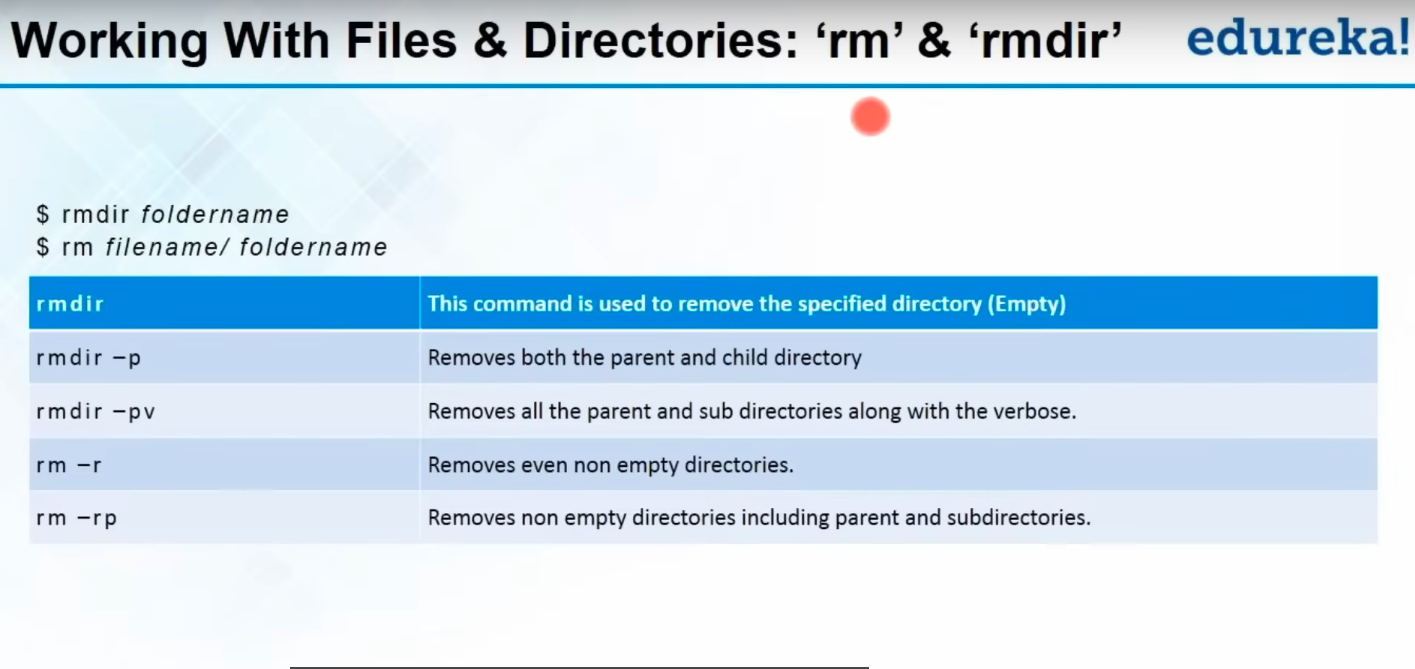 Working With Files & Directories: ‘rm’ & ‘rmdir’ edureka!
$ rmdir foldername
$ rm filename/ foldername
rmdir This command is used to remove the specified directory (Empty)
rmdir –p Removes both the parent and child directory
rmdir –pv Removes all the parent and sub directories along with the verbose.
rm –r Removes even non empty directories.
rm –rp Removes non empty directories including parent and subdirectories.